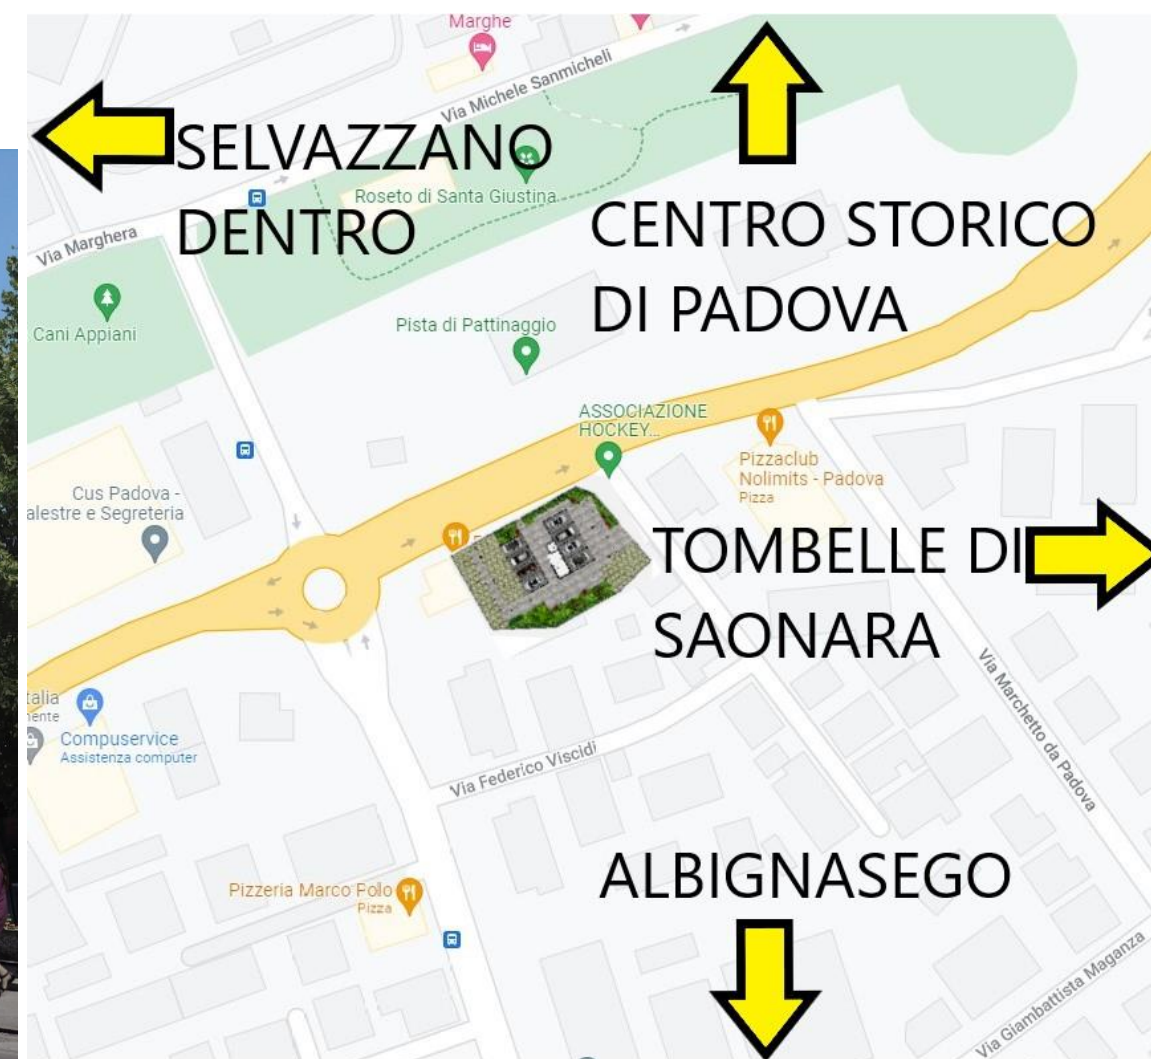 Marghe
Via Michele Sanmicheli
SELVAZZANO
DENTRO
Roseto di Santa Giustina
Via Marghera
CENTRO STORICO
DI PADOVA
Cani Appiani
Pista di Pattinaggio
ASSOCIAZIONE
HOCKEY...
Pizzaclub
Nolimits - Padova
Pizza
Cus Padova -
alestre e Segreteria
TOMBELLE DI
SAONARA
Via Marchetto da Padova
talia
nente
Compuservice
Assistenza computer
Via Federico Viscidi
ALBIGNASEGO
Pizzeria Marco Polo
Pizza
Via Giambattista Maganza